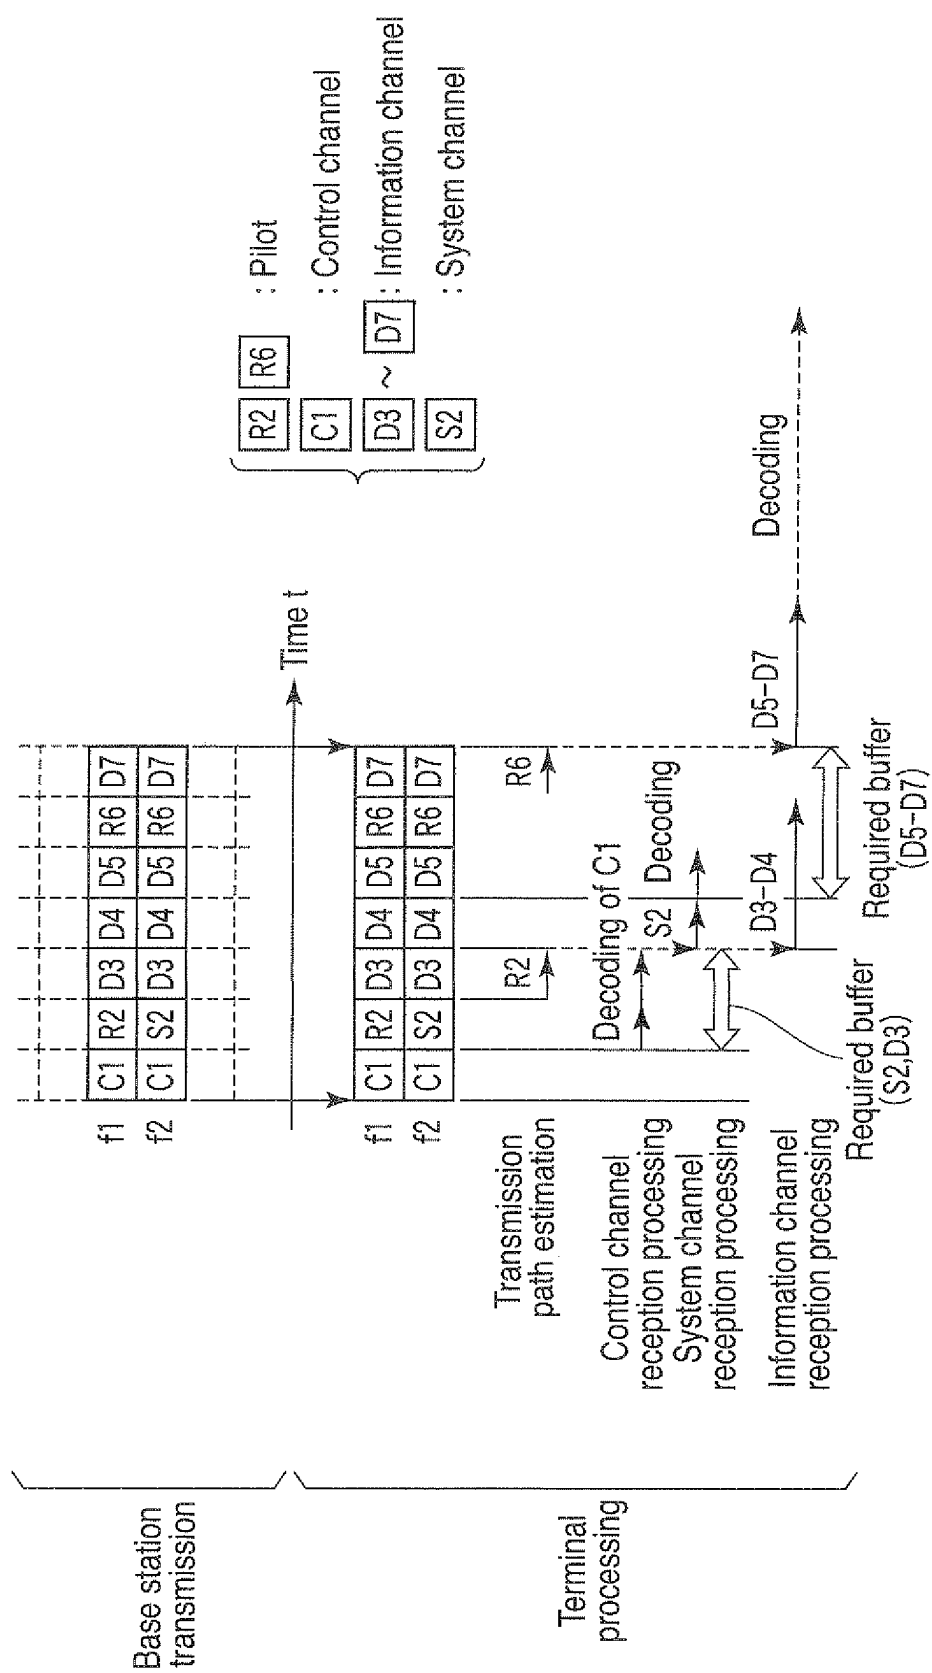 Base station
transmission
f1 C1 R2 D3 D4 D5 R6 D7
f2 C1 S2 D3 D4 D5 R6 D7
Time t
R2 R6 : Pilot
C1 : Control channel
D3 ~ D7 : Information channel
S2 : System channel
Terminal
processing
f1 C1 R2 D3 D4 D5 R6 D7
f2 C1 S2 D3 D4 D5 R6 D7
Transmission
path estimation
R2
R6
Control channel
reception processing
Decoding of C1
System channel
reception processing
S2
Decoding
Information channel
reception processing
D3-D4
D5-D7
Decoding
Required buffer
(S2,D3)
Required buffer
(D5-D7)